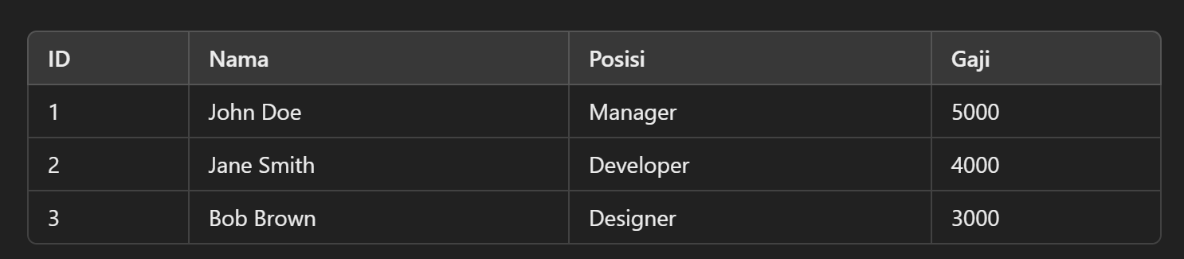 ID Nama Posisi Gaji
1 John Doe Manager 5000
2 Jane Smith Developer 4000
3 Bob Brown Designer 3000